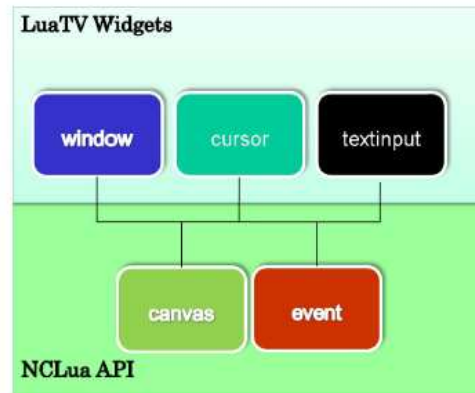 LuaTV Widgets
window cursor textinput
canvas event
NCLua API